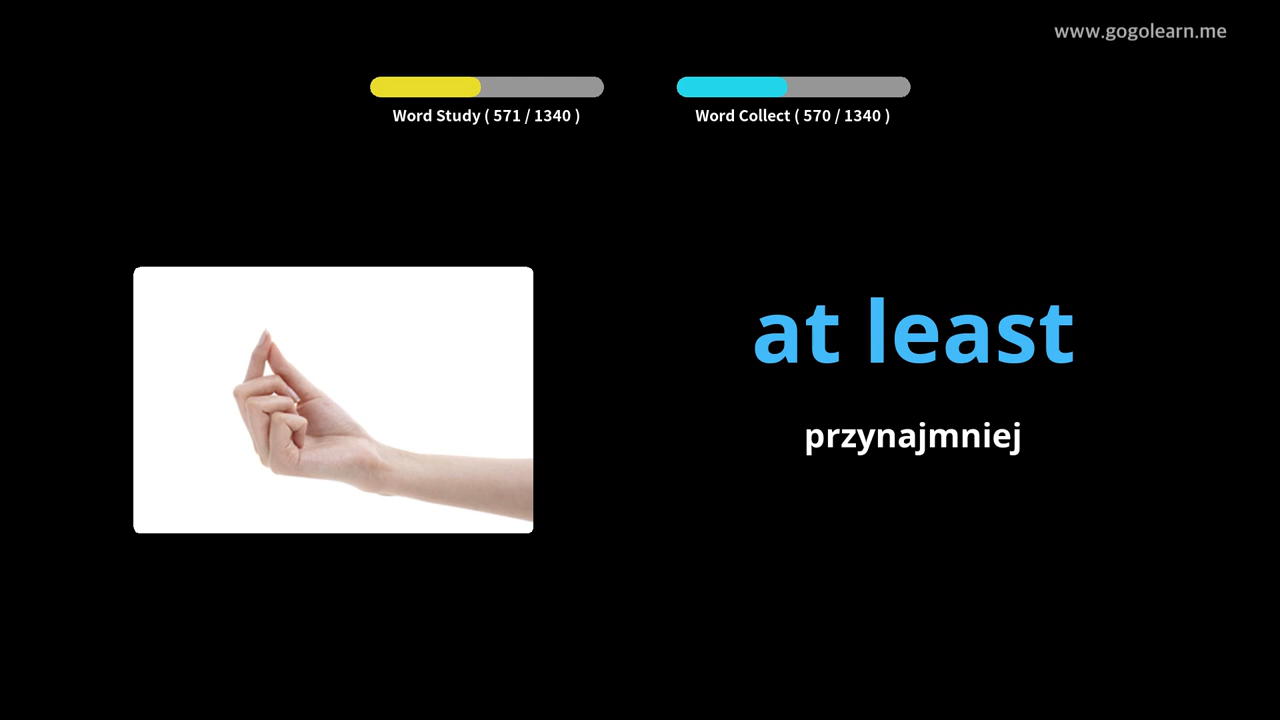 www.gogolearn.me
Word Study ( 571 / 1340 )
Word Collect ( 570 / 1340 )
at least
przynajmniej